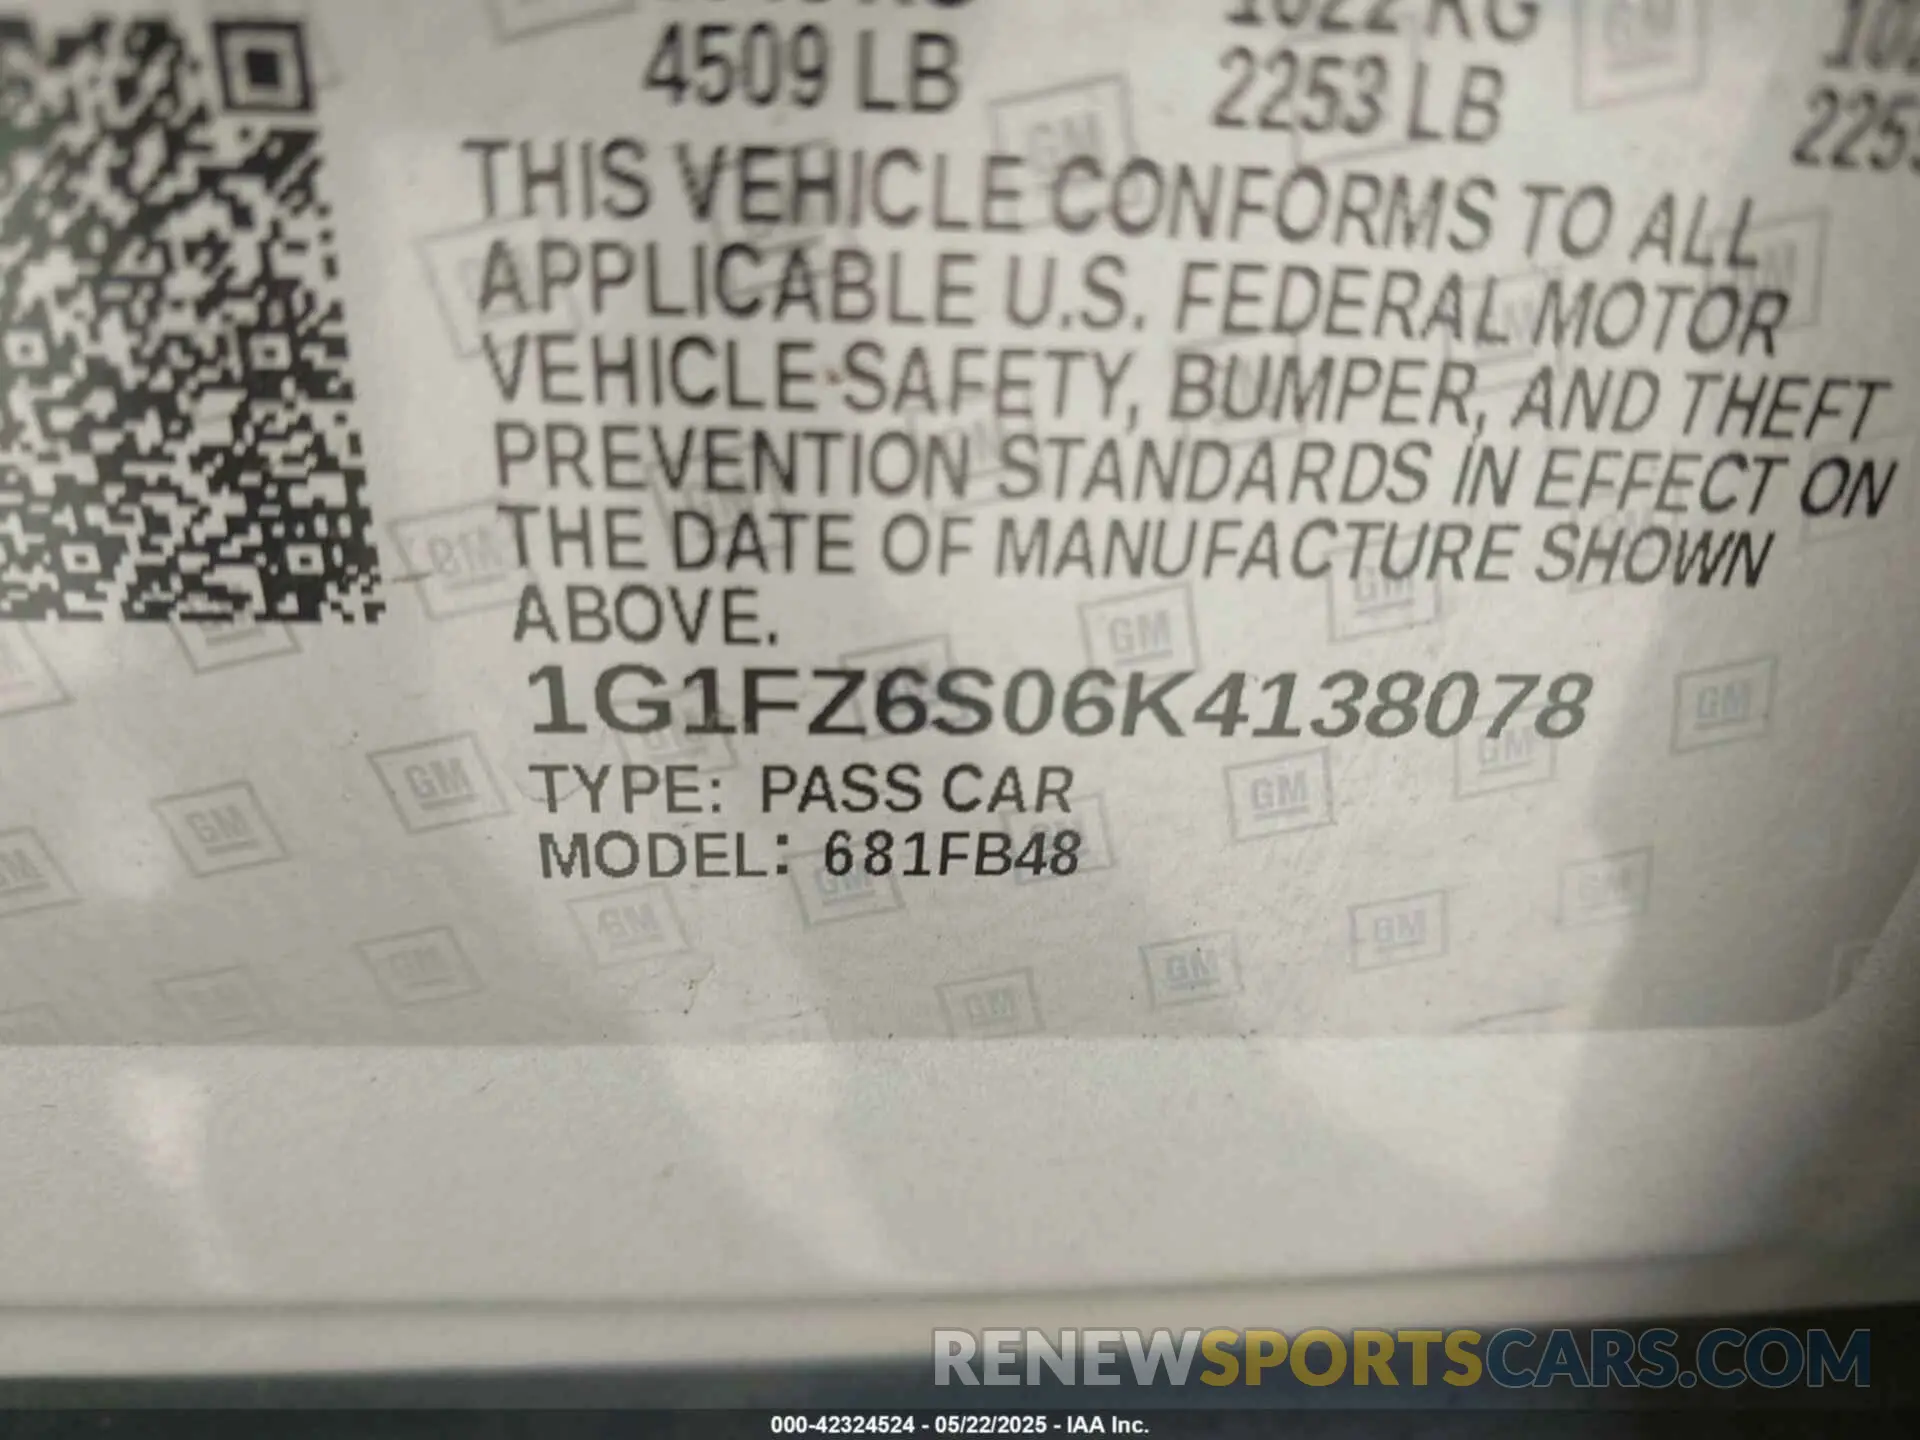 4509 LB 2253 LB
THIS VEHICLE CONFORMS TO ALL
APPLICABLE U.S. FEDERAL MOTOR
VEHICLE SAFETY, BUMPER, AND THEFT
PREVENTION STANDARDS IN EFFECT ON
THE DATE OF MANUFACTURE SHOWN
ABOVE.
1G1FZ6S06K4138078
TYPE: PASS CAR
MODEL: 681FB48
RENEWSPORTSCARS.COM
000-42324524 - 05/22/2025 - IAA Inc.